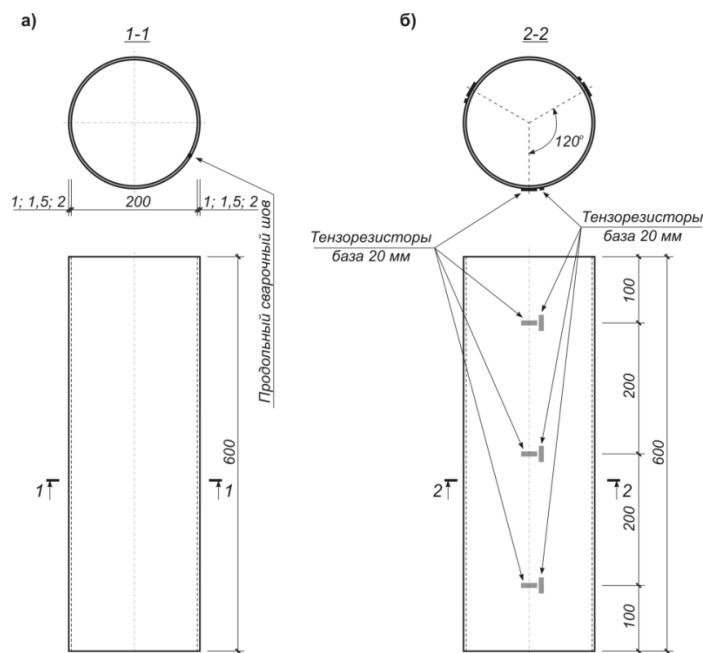 а)
1-1
1; 1,5; 2
200
1; 1,5; 2
Продольный сварочный шов
600
1
1
б)
2-2
120°
Тензорезисторы
база 20 мм
Тензорезисторы
база 20 мм
100
200
200
100
600
2
2